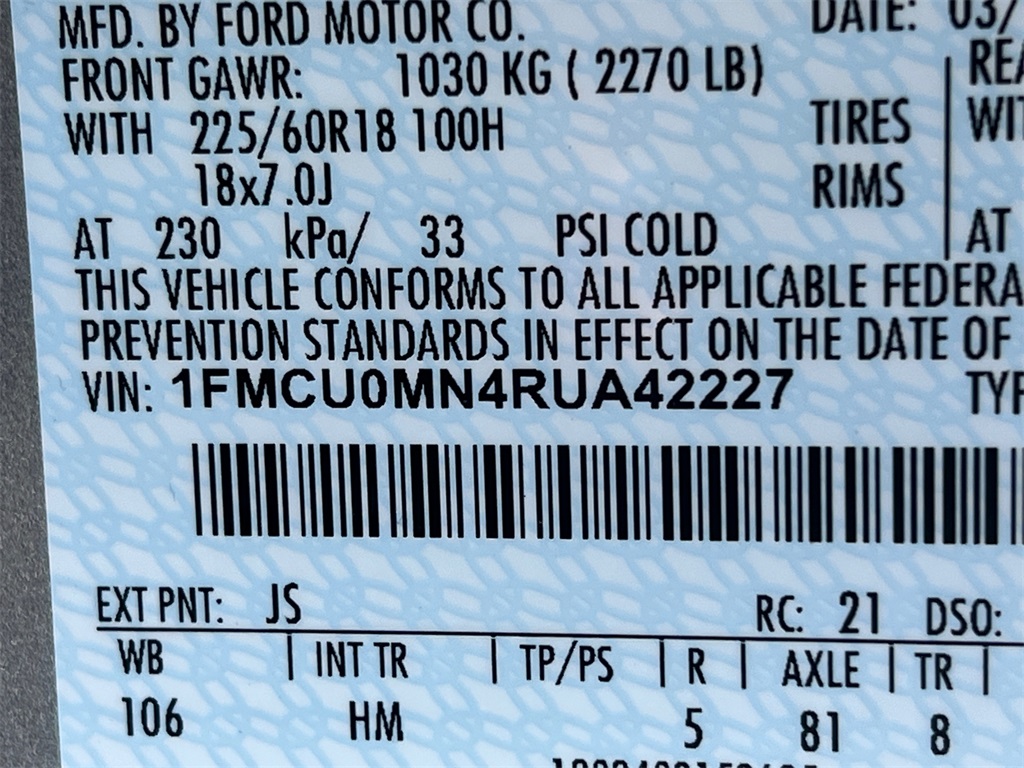 MFD. BY FORD MOTOR CO. DATE: 03/
FRONT GAWR: 1030 KG ( 2270 LB)
WITH 225/60R18 100H TIRES
18x7.0J RIMS
AT 230 kPa/ 33 PSI COLD AT
THIS VEHICLE CONFORMS TO ALL APPLICABLE FEDERA
PREVENTION STANDARDS IN EFFECT ON THE DATE OF
VIN: 1FMCU0MN4RUA42227 TYP
EXT PNT: JS RC: 21 DSO:
WB | INT TR | TP/PS | R | AXLE | TR |
106 HM 5 81 8